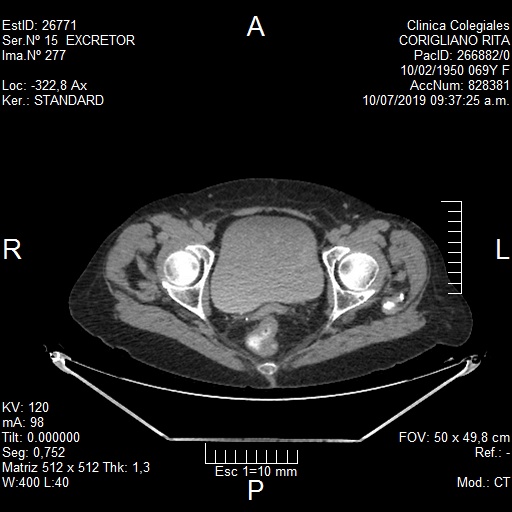 EstID: 26771
Ser.Nº 15 EXCRETOR
Ima.Nº 277
Loc: -322,8 Ax
Ker.: STANDARD
A
Clinica Colegiales
CORIGLIANO RITA
PacID: 266882/0
10/02/1950 069Y F
AccNum: 828381
10/07/2019 09:37:25 a.m.
R
L
KV: 120
mA: 98
Tilt: 0.000000
Seg: 0,752
Matriz 512 x 512 Thk: 1,3
W:400 L:40
Esc 1=10 mm
P
FOV: 50 x 49,8 cm
Ref.: -
Mod.: CT